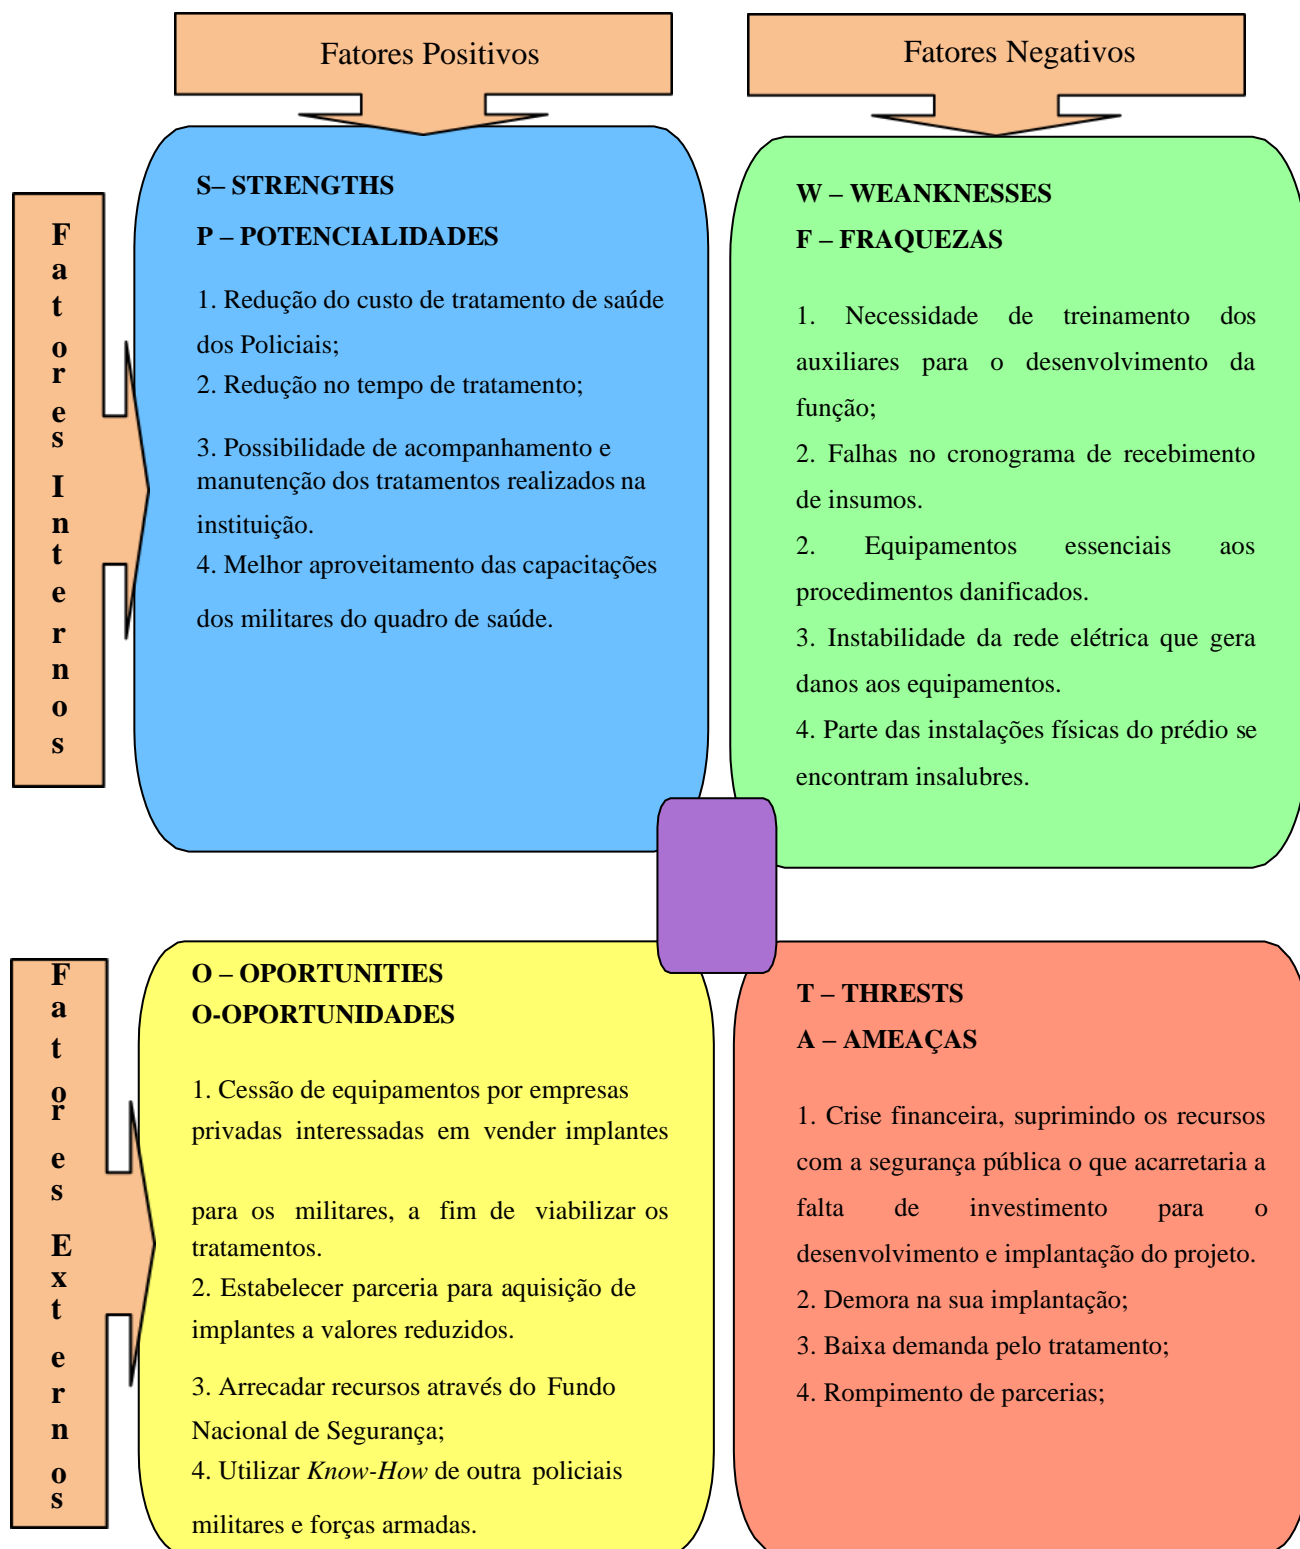 Fatores Positivos
Fatores Negativos
Fatores Internos
S– STRENGTHS
P – POTENCIALIDADES
1. Redução do custo de tratamento de saúde
dos Policiais;
2. Redução no tempo de tratamento;
3. Possibilidade de acompanhamento e
manutenção dos tratamentos realizados na
instituição.
4. Melhor aproveitamento das capacitações
dos militares do quadro de saúde.
W – WEANKNESSES
F – FRAQUEZAS
1. Necessidade de treinamento dos
auxiliares para o desenvolvimento da
função;
2. Falhas no cronograma de recebimento
de insumos.
2. Equipamentos essenciais aos
procedimentos danificados.
3. Instabilidade da rede elétrica que gera
danos aos equipamentos.
4. Parte das instalações físicas do prédio se
encontram insalubres.
Fatores Externos
O – OPORTUNITIES
O-OPORTUNIDADES
1. Cessão de equipamentos por empresas
privadas interessadas em vender implantes
para os militares, a fim de viabilizar os
tratamentos.
2. Estabelecer parceria para aquisição de
implantes a valores reduzidos.
3. Arrecadar recursos através do Fundo
Nacional de Segurança;
4. Utilizar Know-How de outra policiais
militares e forças armadas.
T – THRESTS
A – AMEAÇAS
1. Crise financeira, suprimindo os recursos
com a segurança pública o que acarretaria a
falta de investimento para o
desenvolvimento e implantação do projeto.
2. Demora na sua implantação;
3. Baixa demanda pelo tratamento;
4. Rompimento de parcerias;